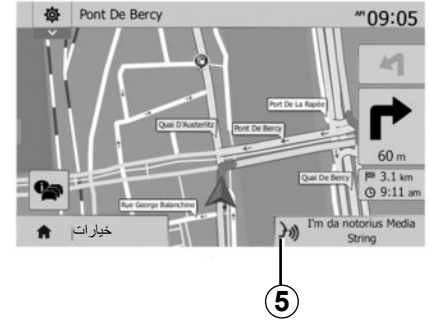 Pont De Bercy
AM 09:05
Port De La Rapée
Quai D'Austerlitz
Pont De Bercy
60 m
Quai De Bercy
3.1 km
9:11 am
Rue George Balanchine
خيارات
I'm da notorius Media
String
5